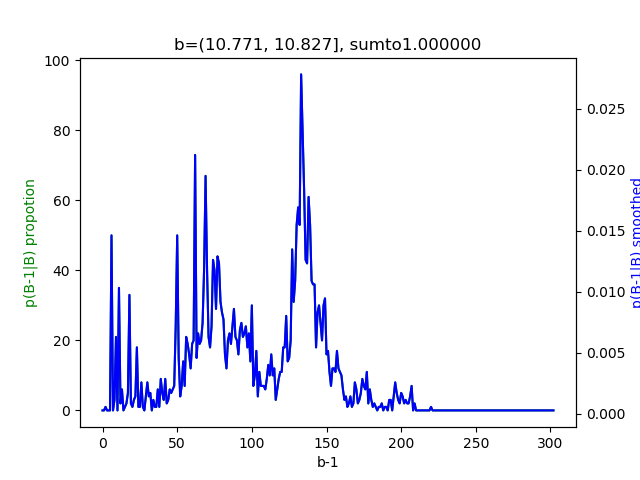 b=(10.771, 10.827], sumto1.000000
100
80
60
40
20
0
p(B-1|B) propotion
0.025
0.020
0.015
0.010
0.005
0.000
p(B-1|B) smoothed
0 50 100 150 200 250 300
b-1